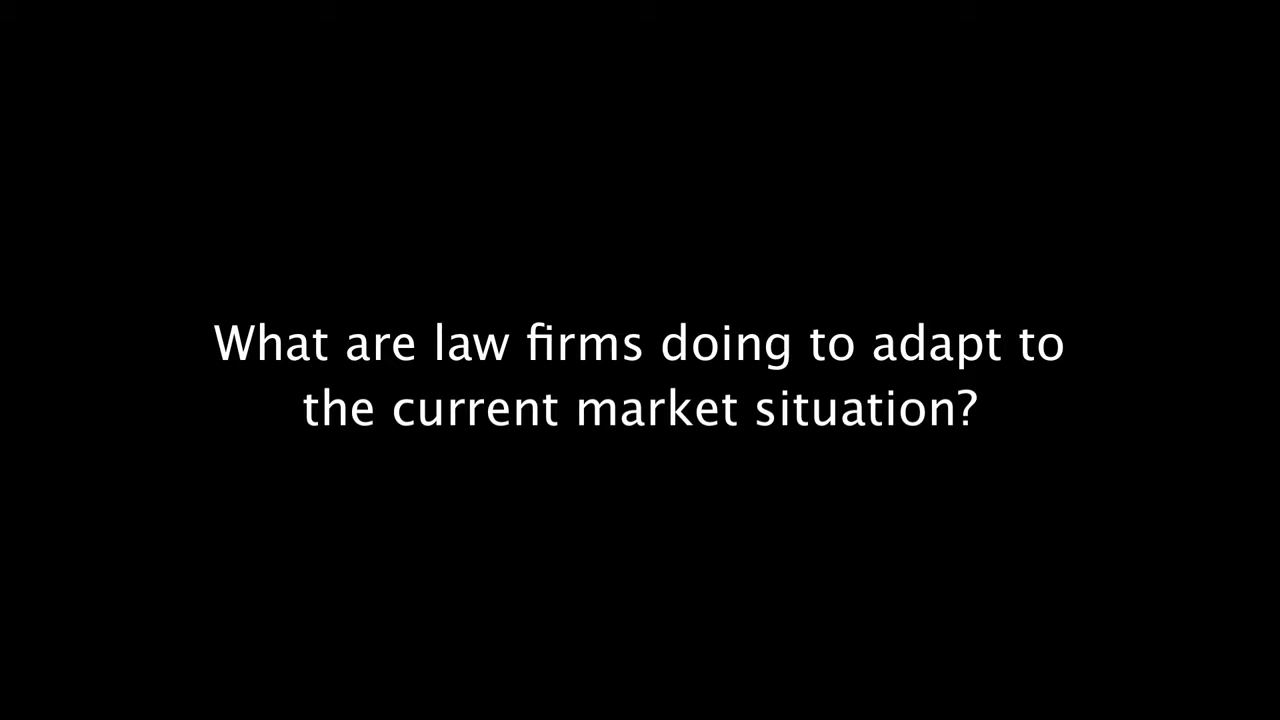 What are law firms doing to adapt to
the current market situation?